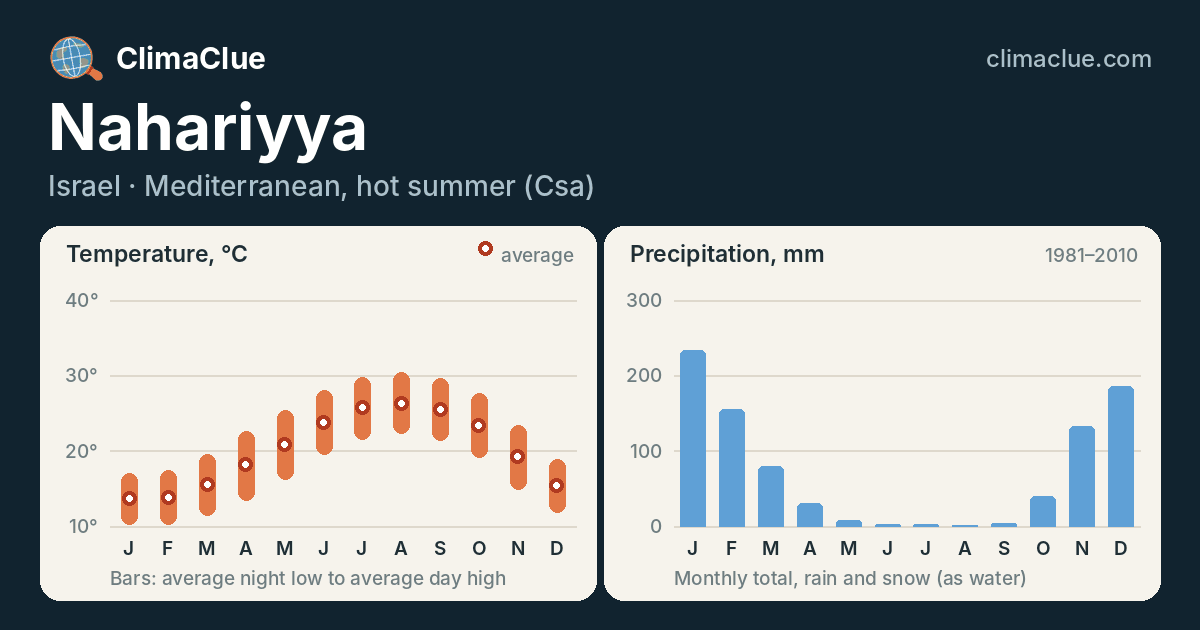 ClimaClue
climaclue.com
Nahariyya
Israel · Mediterranean, hot summer (Csa)
Temperature, °C
average
40°
30°
20°
10°
J F M A M J J A S O N D
Bars: average night low to average day high
Precipitation, mm
1981–2010
300
200
100
0
J F M A M J J A S O N D
Monthly total, rain and snow (as water)